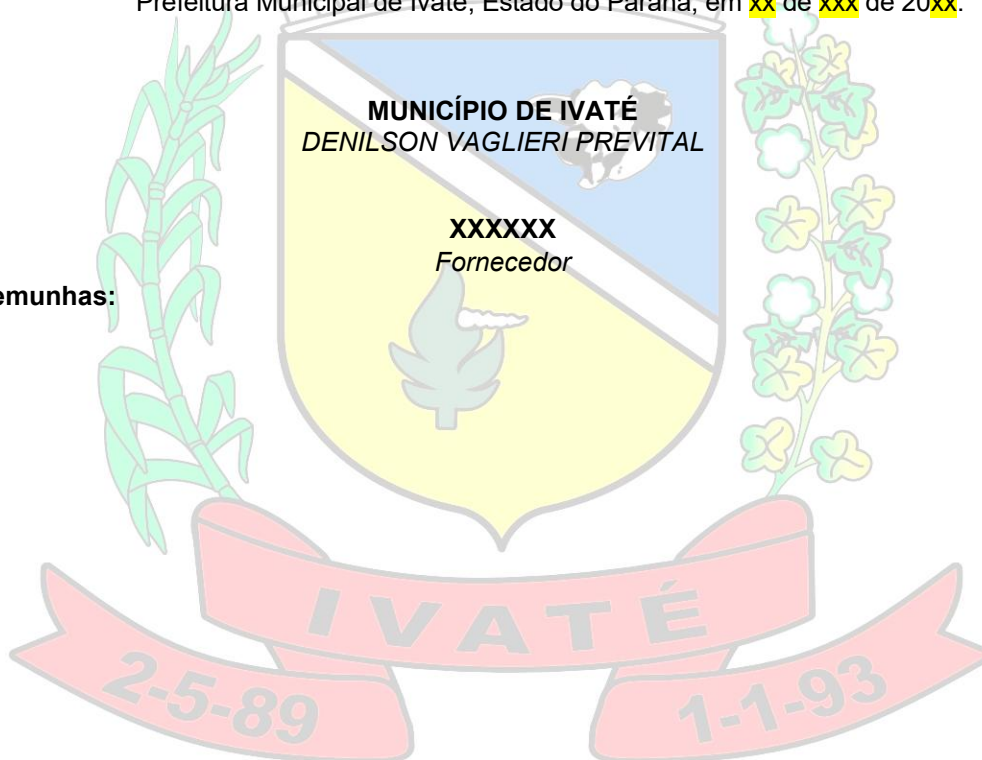 Prefeitura Municipal de Ivaté, Estado do Paraná, em xx de xxx de 20xx.
MUNICÍPIO DE IVATÉ
DENILSON VAGLIERI PREVITAL
XXXXXX
Fornecedor
emunhas:
IVATÉ
2-5-89
1-1-93